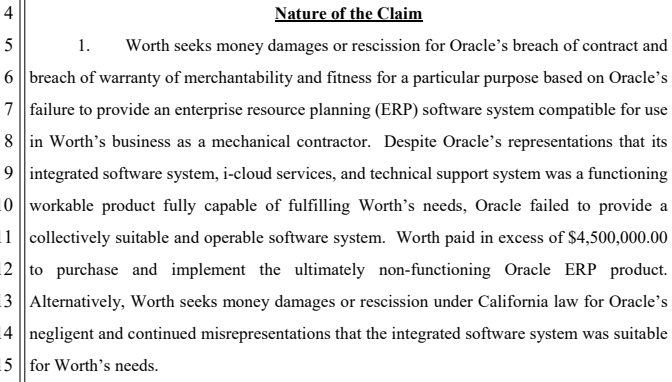 4 Nature of the Claim
5 1. Worth seeks money damages or rescission for Oracle’s breach of contract and
6 breach of warranty of merchantability and fitness for a particular purpose based on Oracle’s
7 failure to provide an enterprise resource planning (ERP) software system compatible for use
8 in Worth’s business as a mechanical contractor. Despite Oracle’s representations that its
9 integrated software system, i-cloud services, and technical support system was a functioning
10 workable product fully capable of fulfilling Worth’s needs, Oracle failed to provide a
11 collectively suitable and operable software system. Worth paid in excess of $4,500,000.00
12 to purchase and implement the ultimately non-functioning Oracle ERP product.
13 Alternatively, Worth seeks money damages or rescission under California law for Oracle’s
14 negligent and continued misrepresentations that the integrated software system was suitable
15 for Worth’s needs.